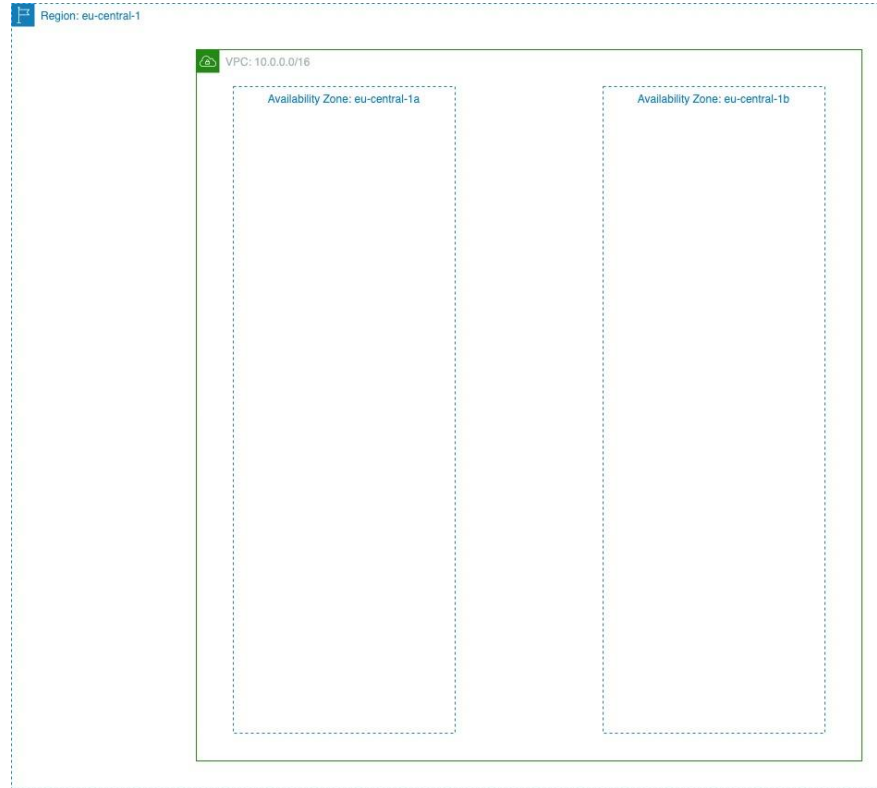 Region: eu-central-1
VPC: 10.0.0.0/16
Availability Zone: eu-central-1a
Availability Zone: eu-central-1b